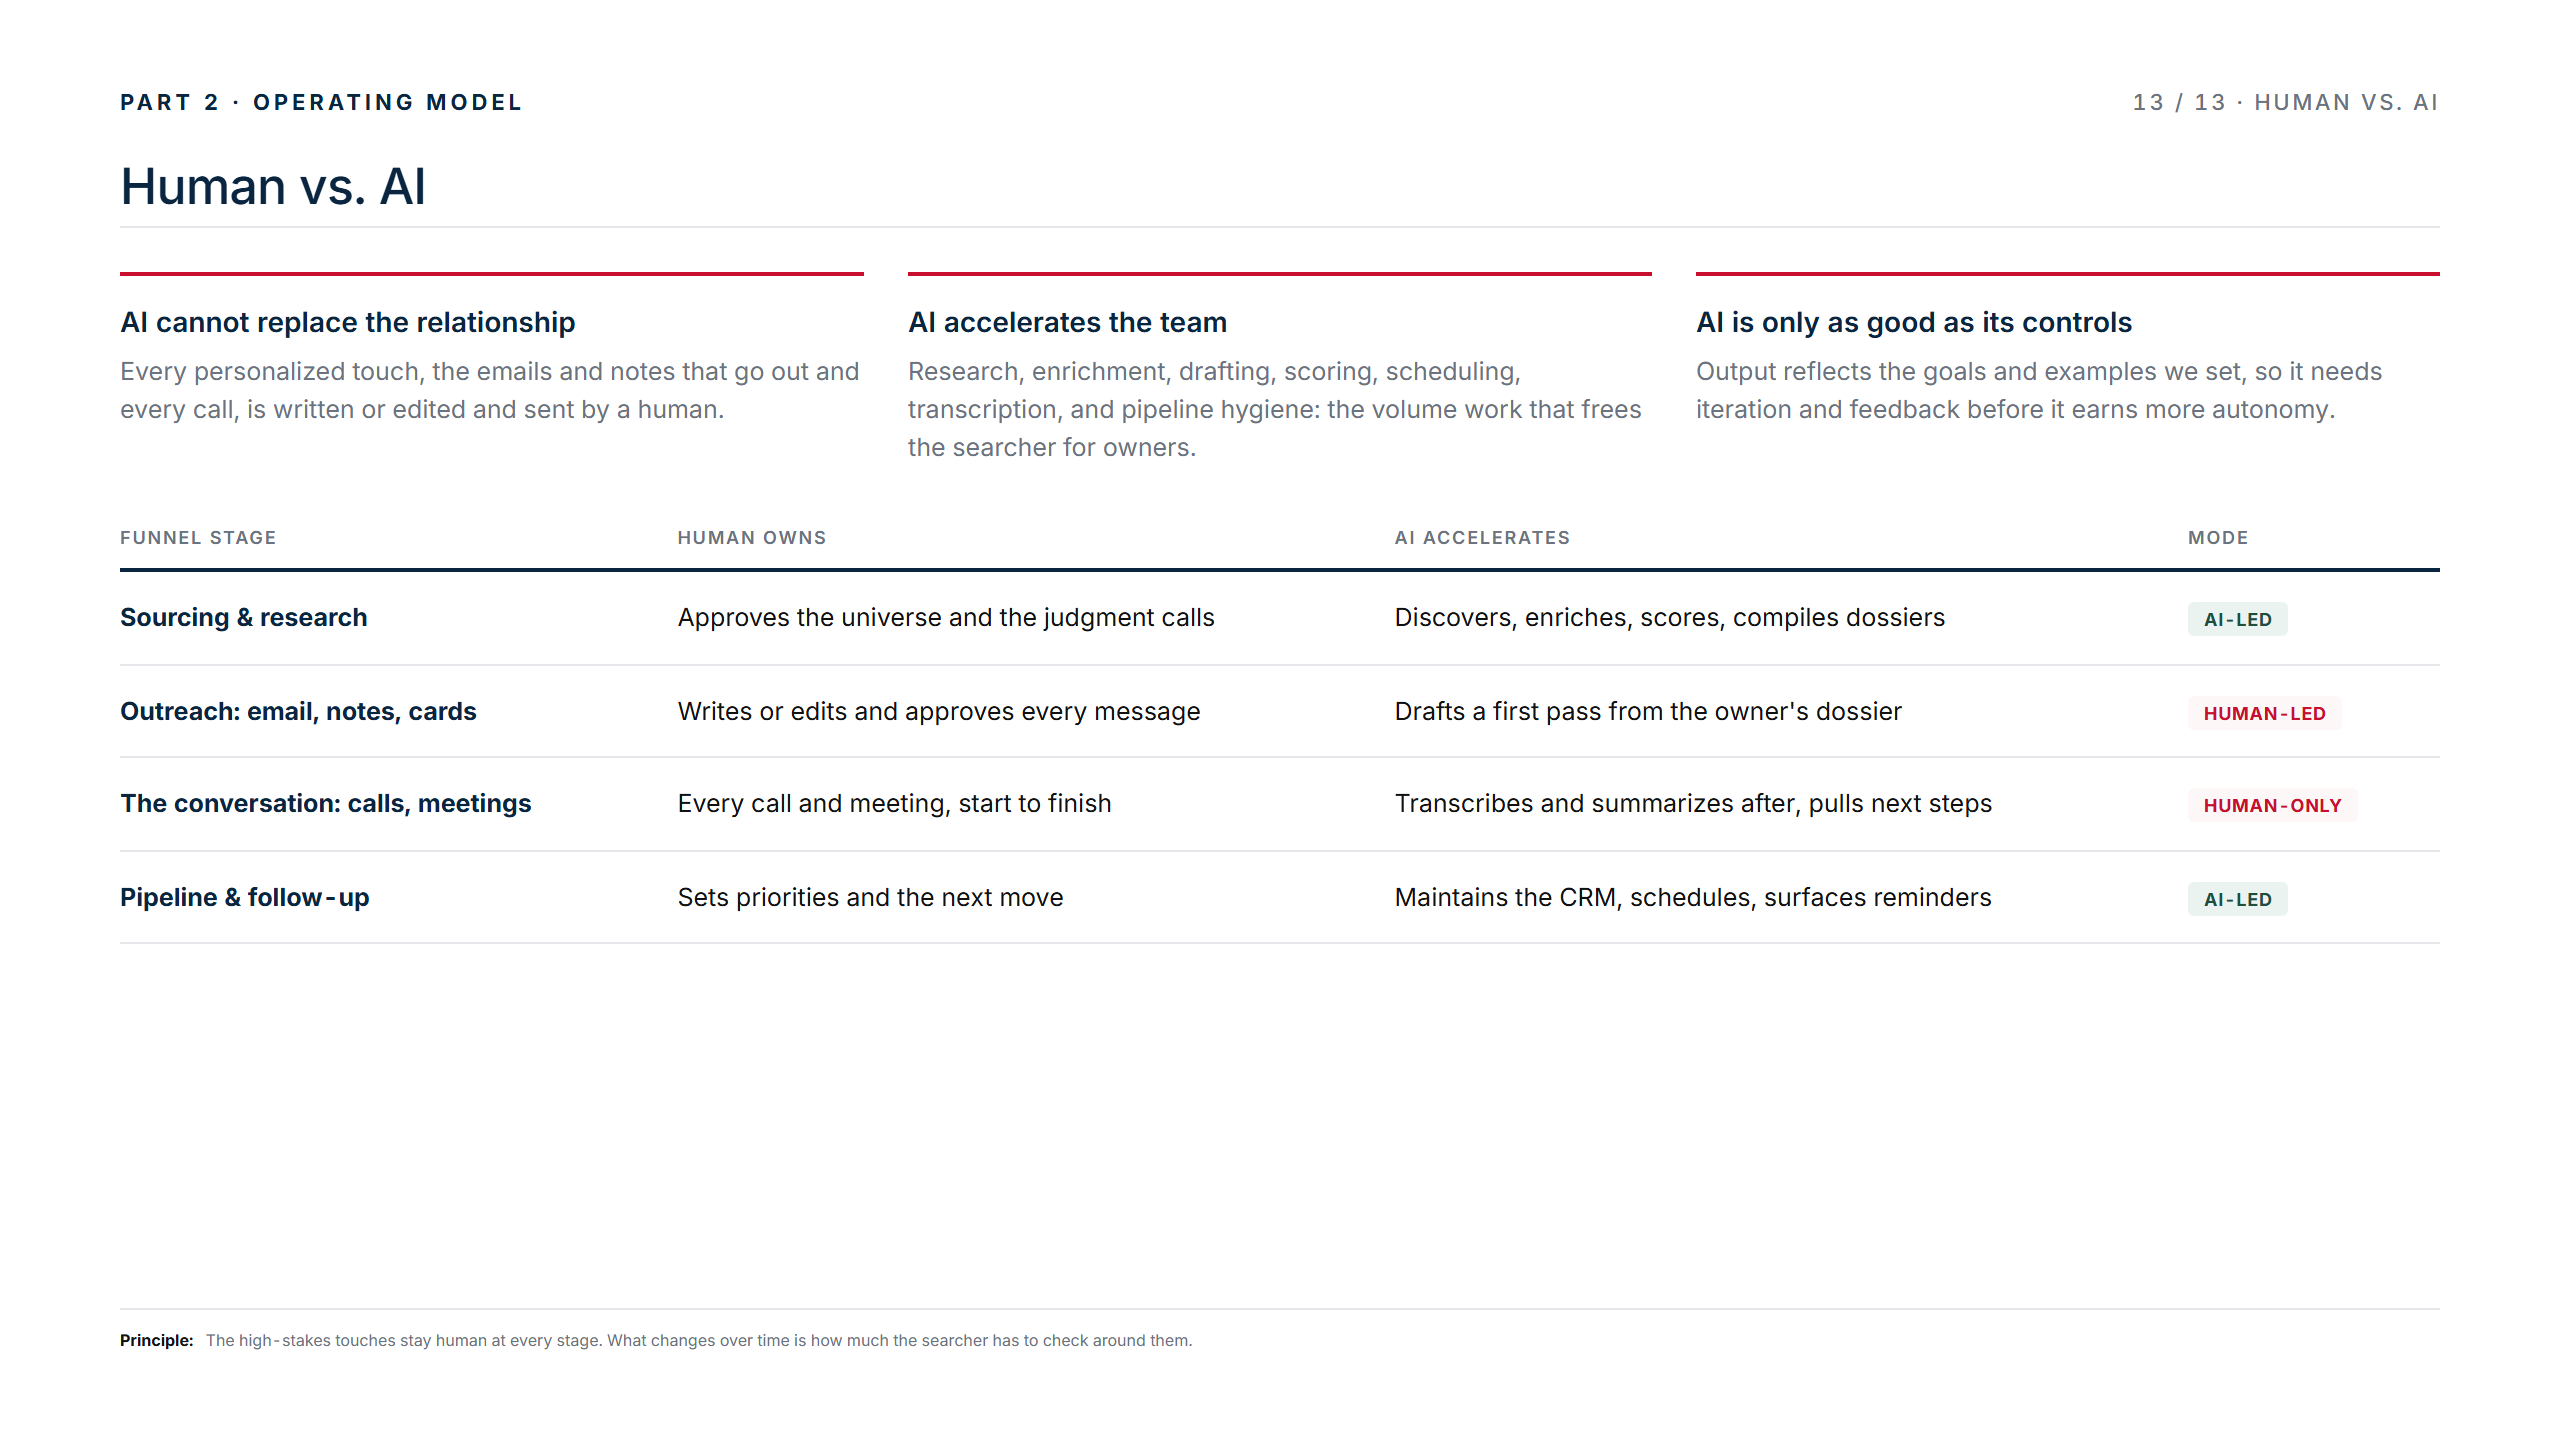 PART 2 · OPERATING MODEL
13 / 13 · HUMAN VS. AI
Human vs. AI
AI cannot replace the relationship
Every personalized touch, the emails and notes that go out and
every call, is written or edited and sent by a human.
AI accelerates the team
Research, enrichment, drafting, scoring, scheduling,
transcription, and pipeline hygiene: the volume work that frees
the searcher for owners.
AI is only as good as its controls
Output reflects the goals and examples we set, so it needs
iteration and feedback before it earns more autonomy.
FUNNEL STAGE HUMAN OWNS AI ACCELERATES MODE
Sourcing & research Approves the universe and the judgment calls Discovers, enriches, scores, compiles dossiers AI-LED
Outreach: email, notes, cards Writes or edits and approves every message Drafts a first pass from the owner's dossier HUMAN-LED
The conversation: calls, meetings Every call and meeting, start to finish Transcribes and summarizes after, pulls next steps HUMAN-ONLY
Pipeline & follow-up Sets priorities and the next move Maintains the CRM, schedules, surfaces reminders AI-LED
Principle: The high-stakes touches stay human at every stage. What changes over time is how much the searcher has to check around them.